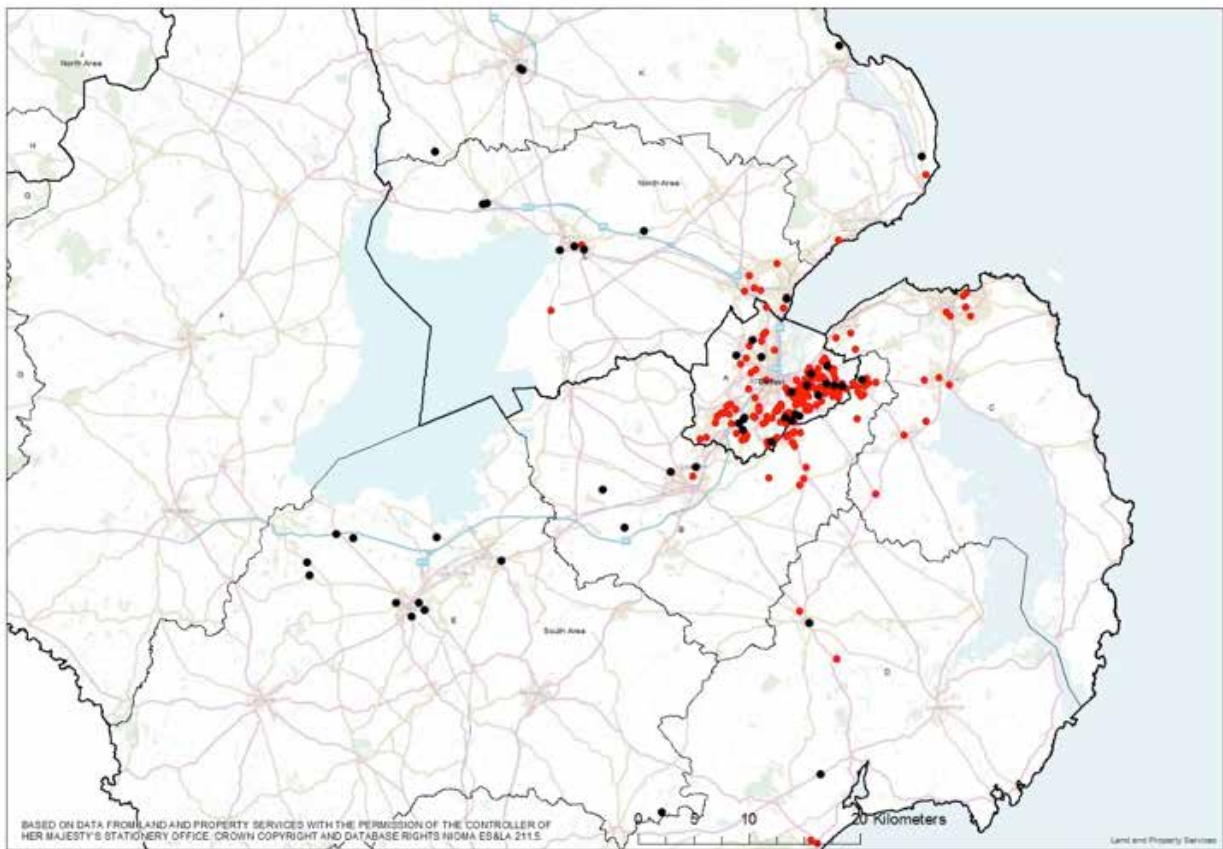 J
North Area
K
H
North Area
G
F
G
A
Belfast
C
B
E
South Area
D
BASED ON DATA FROM LAND AND PROPERTY SERVICES WITH THE PERMISSION OF THE CONTROLLER OF
HER MAJESTY'S STATIONERY OFFICE, CROWN COPYRIGHT AND DATABASE RIGHTS NIMA ES&LA 211.5.
0 5 10 20 Kilometers
Land and Property Services